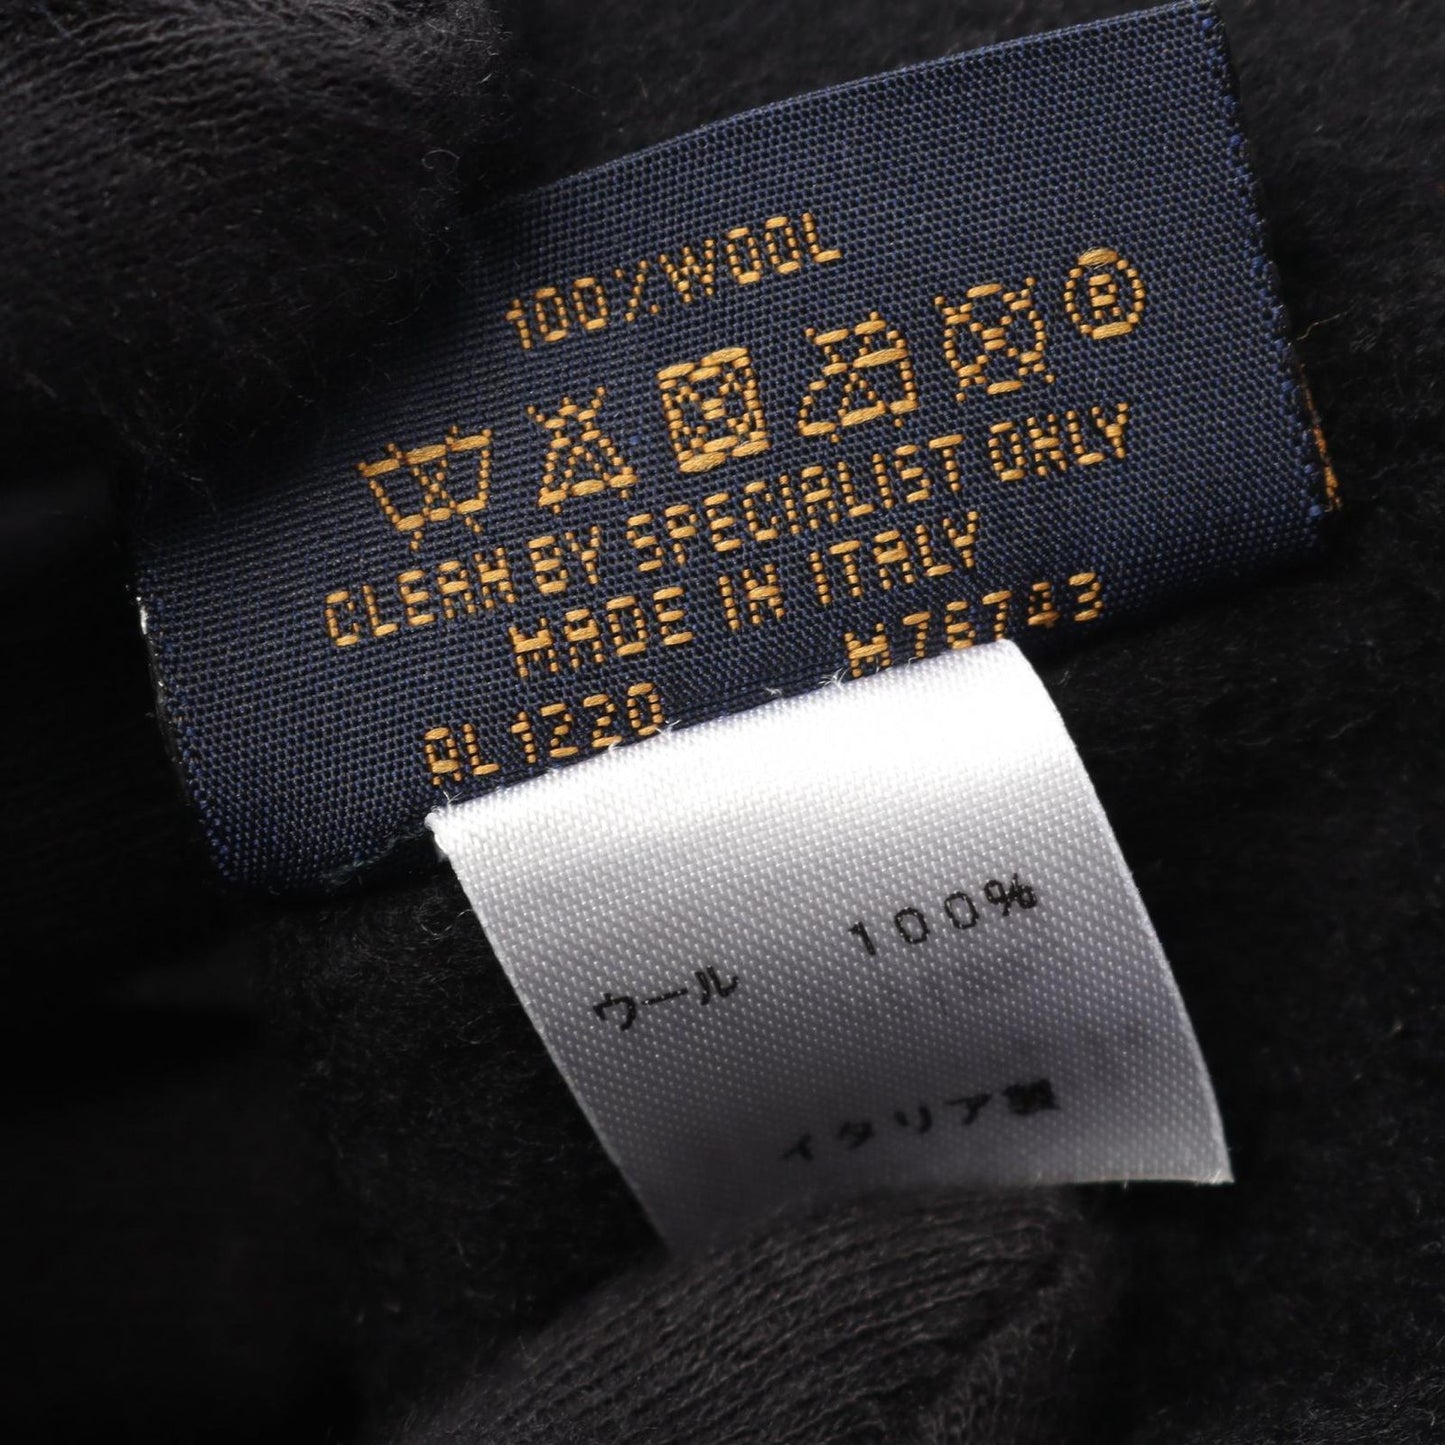 100%WOOL
CLEAN BY SPECIALIST ONLY
MADE IN ITALY
M76743
AL1220
ウール 100%
イタリア製